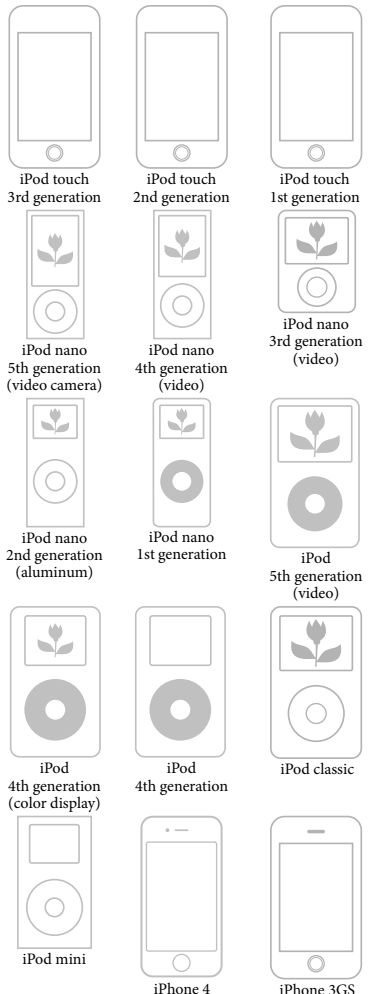 iPod touch
3rd generation
iPod touch
2nd generation
iPod touch
1st generation
iPod nano
5th generation
(video camera)
iPod nano
4th generation
(video)
iPod nano
3rd generation
(video)
iPod nano
2nd generation
(aluminum)
iPod nano
1st generation
iPod
5th generation
(video)
iPod
4th generation
(color display)
iPod
4th generation
iPod classic
iPod mini
iPhone 4
iPhone 3GS